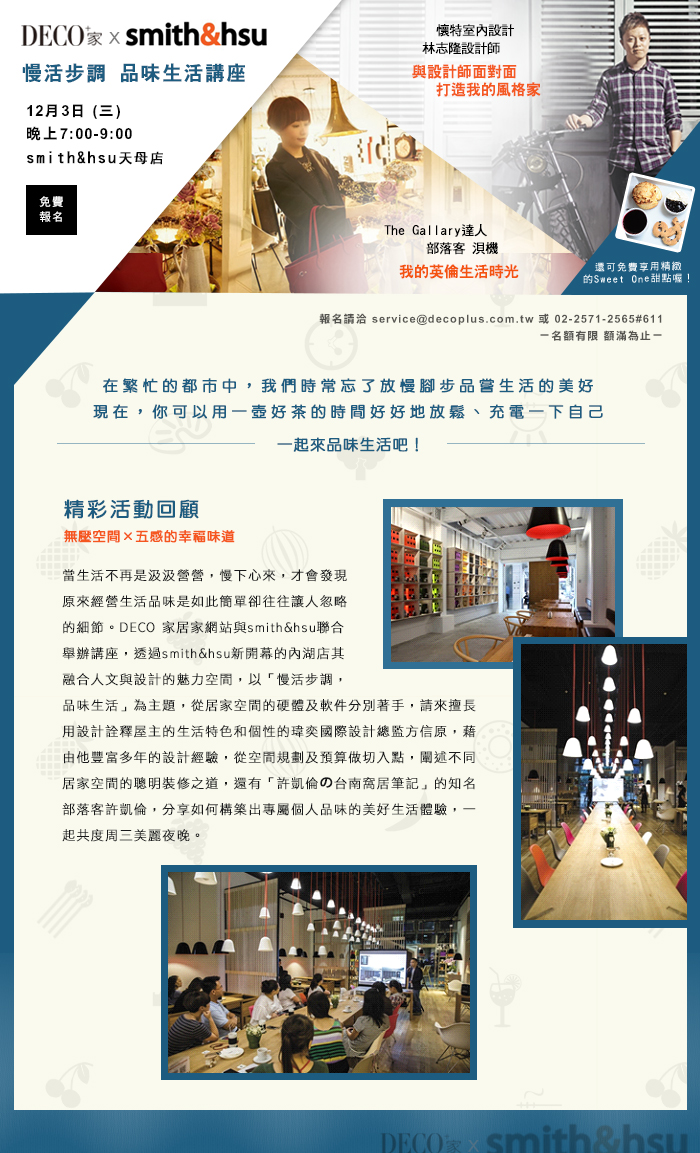 DECO+家 x smith&hsu
慢活步調 品味生活講座
12月3日 (三)
晚上7:00-9:00
smith&hsu天母店
免費
報名
懷特室內設計
林志隆設計師
與設計師面對面
打造我的風格家
The Gallary達人
部落客 浿機
我的英倫生活時光
還可免費享用精緻
的Sweet One甜點喔！
報名請洽 service@decoplus.com.tw 或 02-2571-2565#611
－名額有限 額滿為止－
在繁忙的都市中，我們時常忘了放慢腳步品嘗生活的美好
現在，你可以用一壺好茶的時間好好地放鬆、充電一下自己
一起來品味生活吧！
精彩活動回顧
無壓空間×五感的幸福味道
當生活不再是汲汲營營，慢下心來，才會發現
原來經營生活品味是如此簡單卻往往讓人忽略
的細節。DECO 家居家網站與smith&hsu聯合
舉辦講座，透過smith&hsu新開幕的內湖店其
融合人文與設計的魅力空間，以「慢活步調，
品味生活」為主題，從居家空間的硬體及軟件分別著手，請來擅長
用設計詮釋屋主的生活特色和個性的瑋奕國際設計總監方信原，藉
由他豐富多年的設計經驗，從空間規劃及預算做切入點，闡述不同
居家空間的聰明裝修之道，還有「許凱倫の台南窩居筆記」的知名
部落客許凱倫，分享如何構築出專屬個人品味的美好生活體驗，一
起共度周三美麗夜晚。
DECO+家 x smith&hsu